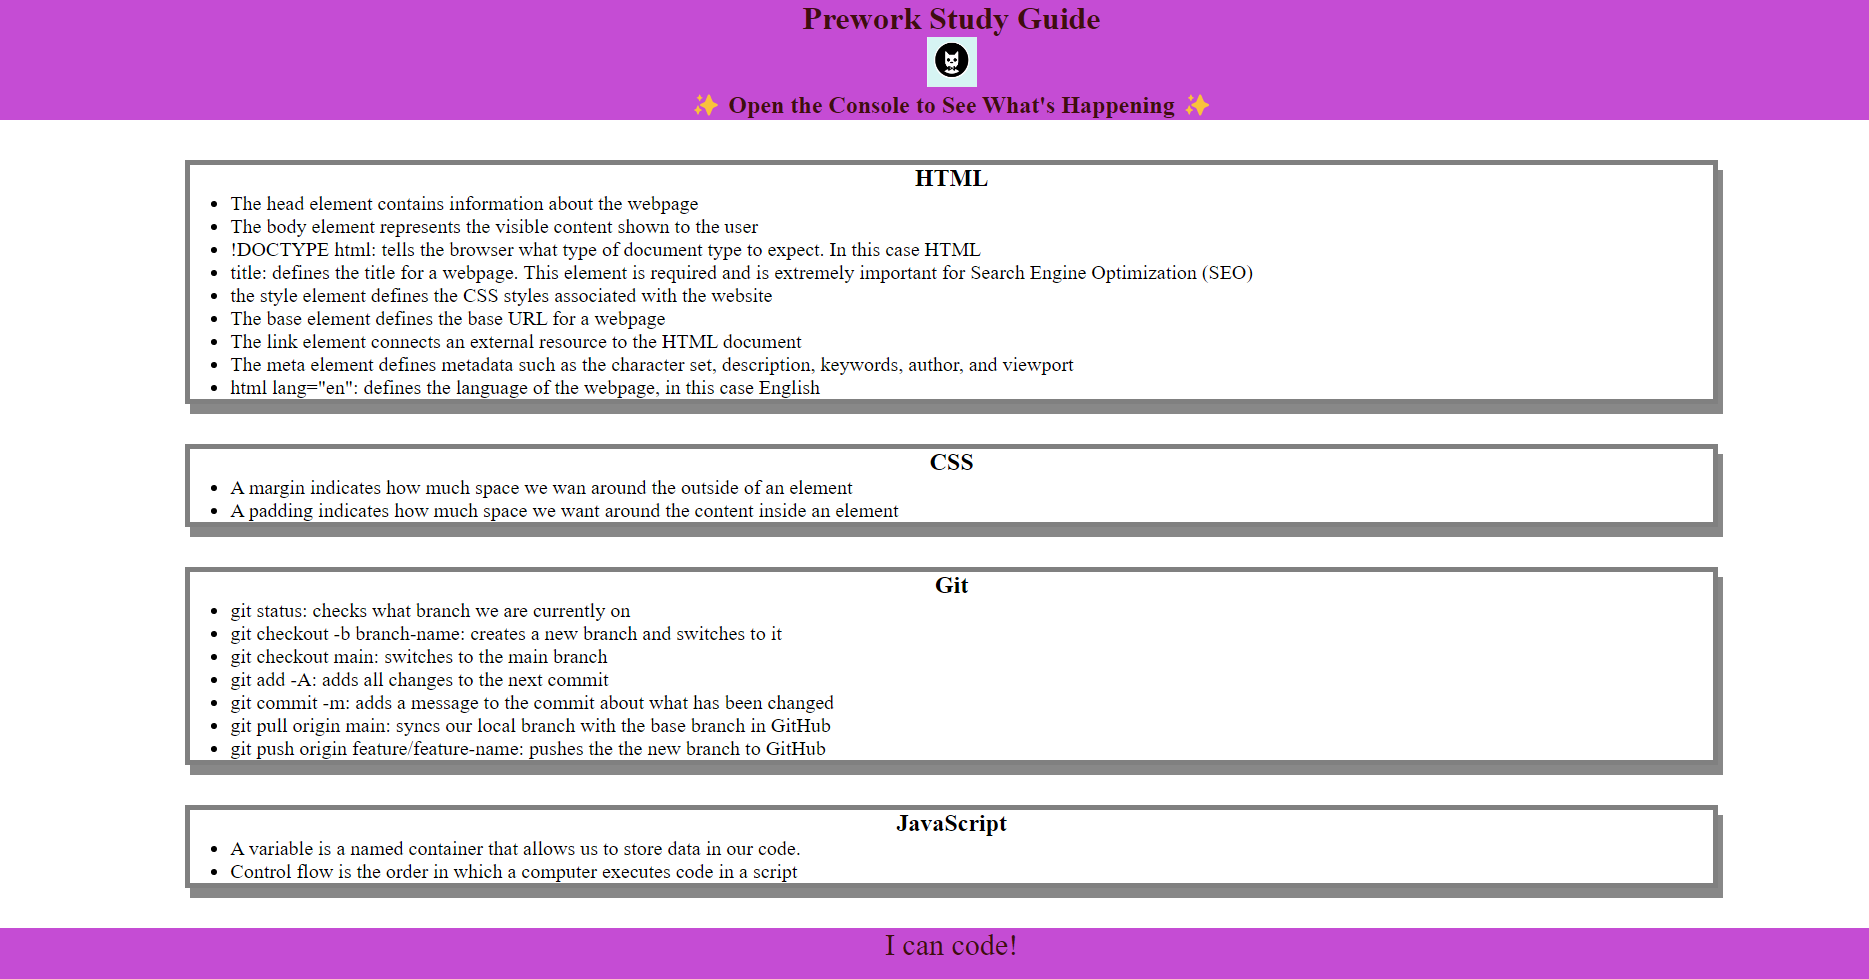 Prework Study Guide
✨ Open the Console to See What's Happening ✨
HTML
• The head element contains information about the webpage
• The body element represents the visible content shown to the user
• !DOCTYPE html: tells the browser what type of document type to expect. In this case HTML
• title: defines the title for a webpage. This element is required and is extremely important for Search Engine Optimization (SEO)
• the style element defines the CSS styles associated with the website
• The base element defines the base URL for a webpage
• The link element connects an external resource to the HTML document
• The meta element defines metadata such as the character set, description, keywords, author, and viewport
• html lang="en": defines the language of the webpage, in this case English
CSS
• A margin indicates how much space we wan around the outside of an element
• A padding indicates how much space we want around the content inside an element
Git
• git status: checks what branch we are currently on
• git checkout -b branch-name: creates a new branch and switches to it
• git checkout main: switches to the main branch
• git add -A: adds all changes to the next commit
• git commit -m: adds a message to the commit about what has been changed
• git pull origin main: syncs our local branch with the base branch in GitHub
• git push origin feature/feature-name: pushes the the new branch to GitHub
JavaScript
• A variable is a named container that allows us to store data in our code.
• Control flow is the order in which a computer executes code in a script
I can code!